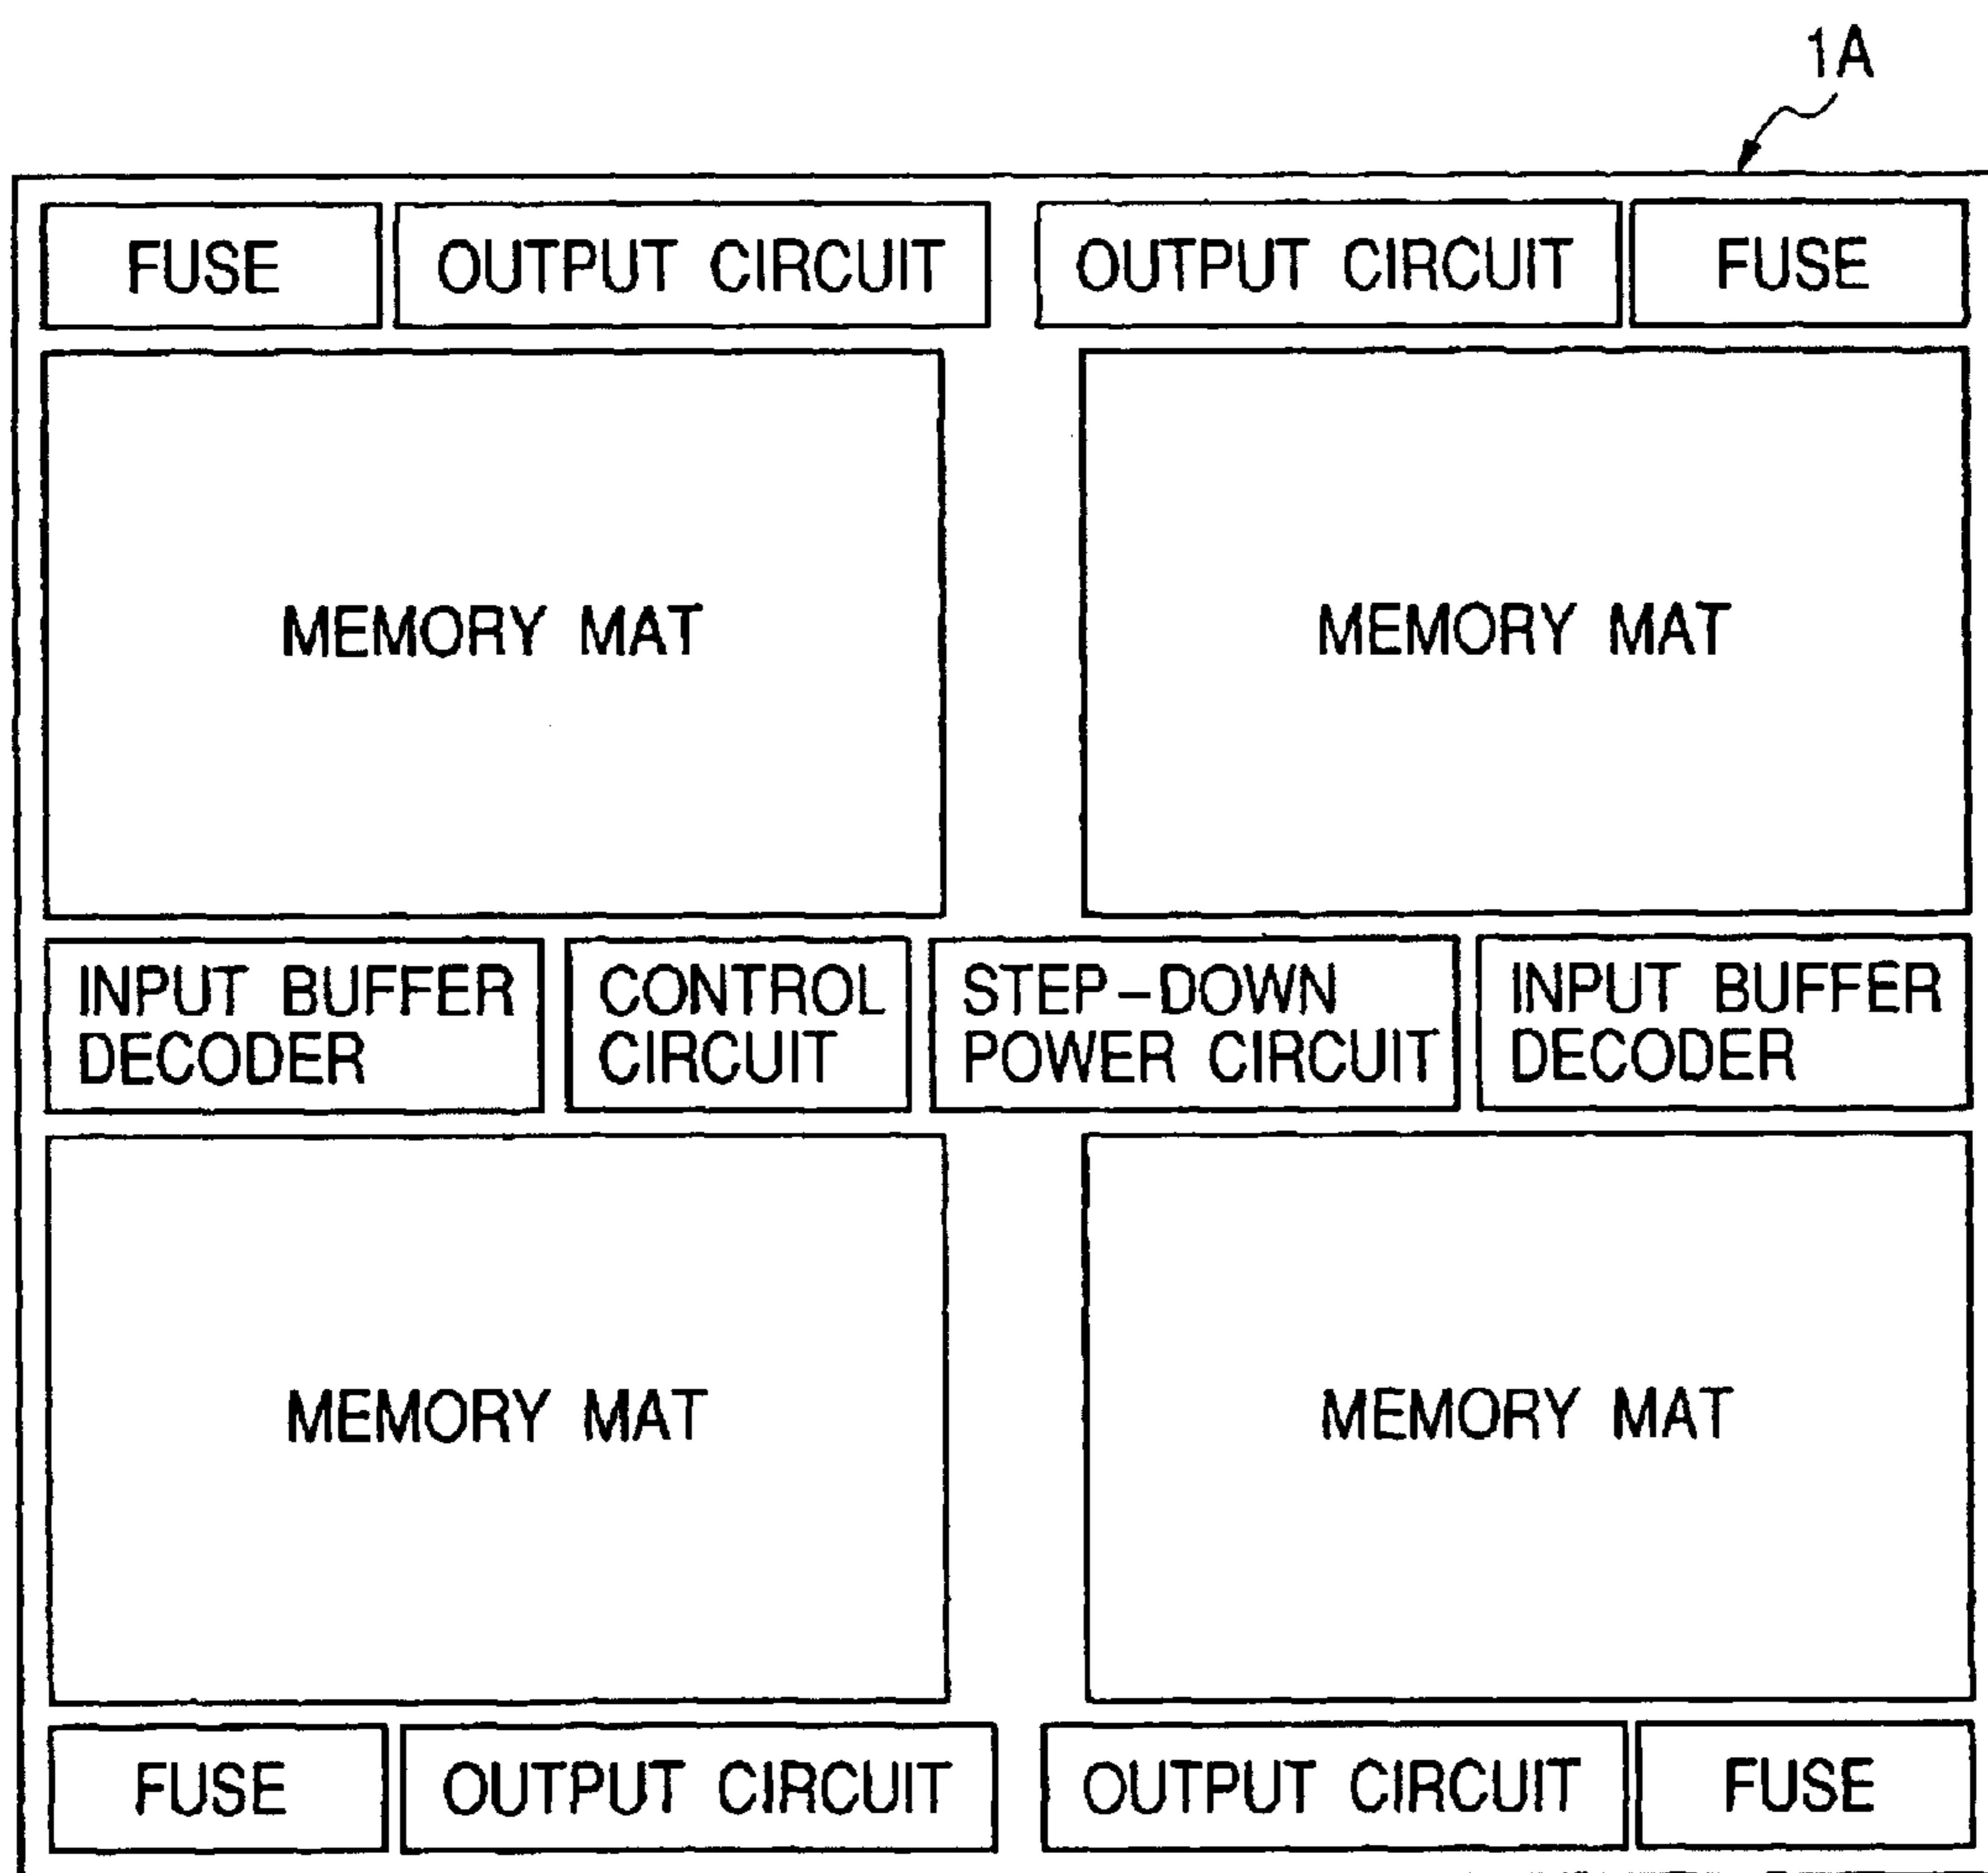 1A
FUSE
OUTPUT CIRCUIT
OUTPUT CIRCUIT
FUSE
MEMORY MAT
MEMORY MAT
INPUT BUFFER
DECODER
CONTROL
CIRCUIT
STEP-DOWN
POWER CIRCUIT
INPUT BUFFER
DECODER
MEMORY MAT
MEMORY MAT
FUSE
OUTPUT CIRCUIT
OUTPUT CIRCUIT
FUSE